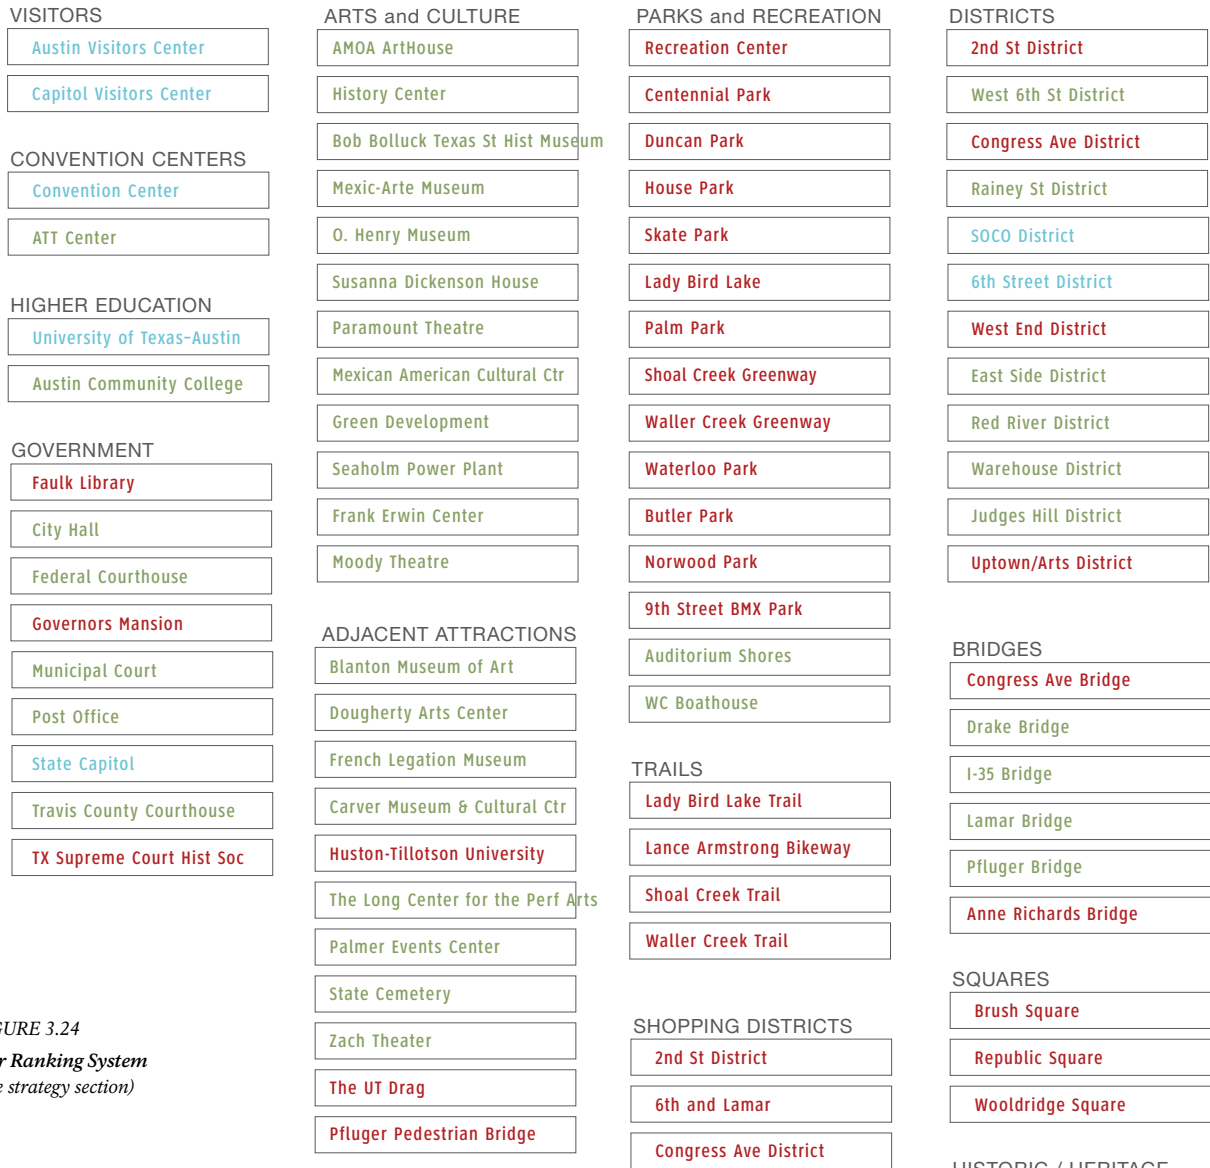 VISITORS
Austin Visitors Center
Capitol Visitors Center
CONVENTION CENTERS
Convention Center
ATT Center
HIGHER EDUCATION
University of Texas-Austin
Austin Community College
GOVERNMENT
Faulk Library
City Hall
Federal Courthouse
Governors Mansion
Municipal Court
Post Office
State Capitol
Travis County Courthouse
TX Supreme Court Hist Soc
GURE 3.24
r Ranking System
e strategy section)
ARTS and CULTURE
AMOA ArtHouse
History Center
Bob Bolluck Texas St Hist Museum
Mexic-Arte Museum
O. Henry Museum
Susanna Dickenson House
Paramount Theatre
Mexican American Cultural Ctr
Green Development
Seaholm Power Plant
Frank Erwin Center
Moody Theatre
ADJACENT ATTRACTIONS
Blanton Museum of Art
Dougherty Arts Center
French Legation Museum
Carver Museum & Cultural Ctr
Huston-Tillotson University
The Long Center for the Perf Arts
Palmer Events Center
State Cemetery
Zach Theater
The UT Drag
Pfluger Pedestrian Bridge
PARKS and RECREATION
Recreation Center
Centennial Park
Duncan Park
House Park
Skate Park
Lady Bird Lake
Palm Park
Shoal Creek Greenway
Waller Creek Greenway
Waterloo Park
Butler Park
Norwood Park
9th Street BMX Park
Auditorium Shores
WC Boathouse
TRAILS
Lady Bird Lake Trail
Lance Armstrong Bikeway
Shoal Creek Trail
Waller Creek Trail
SHOPPING DISTRICTS
2nd St District
6th and Lamar
Congress Ave District
DISTRICTS
2nd St District
West 6th St District
Congress Ave District
Rainey St District
SOCO District
6th Street District
West End District
East Side District
Red River District
Warehouse District
Judges Hill District
Uptown/Arts District
BRIDGES
Congress Ave Bridge
Drake Bridge
I-35 Bridge
Lamar Bridge
Pfluger Bridge
Anne Richards Bridge
SQUARES
Brush Square
Republic Square
Wooldridge Square
HISTORIC / HERITAGE